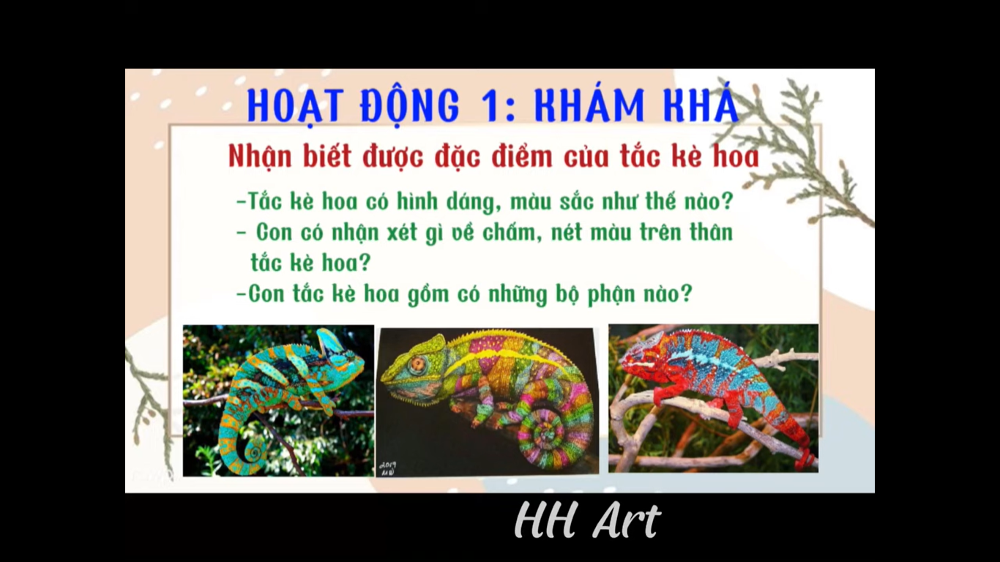 HOẠT ĐỘNG 1: KHÁM KHÁ
Nhận biết được đặc điểm của tắc kè hoa
-Tắc kè hoa có hình dáng, màu sắc như thế nào?
- Con có nhận xét gì về chấm, nét màu trên thân
tắc kè hoa?
-Con tắc kè hoa gồm có những bộ phận nào?
2019
HH Art